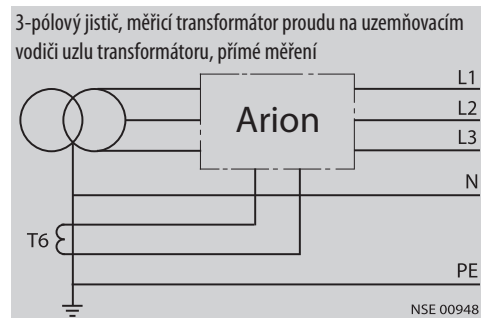 3-pólový jistič, měřicí transformátor proudu na uzemňovacím
vodiči uzlu transformátoru, přímé měření
L1
Arion
L2
L3
N
T6
PE
NSE 00948